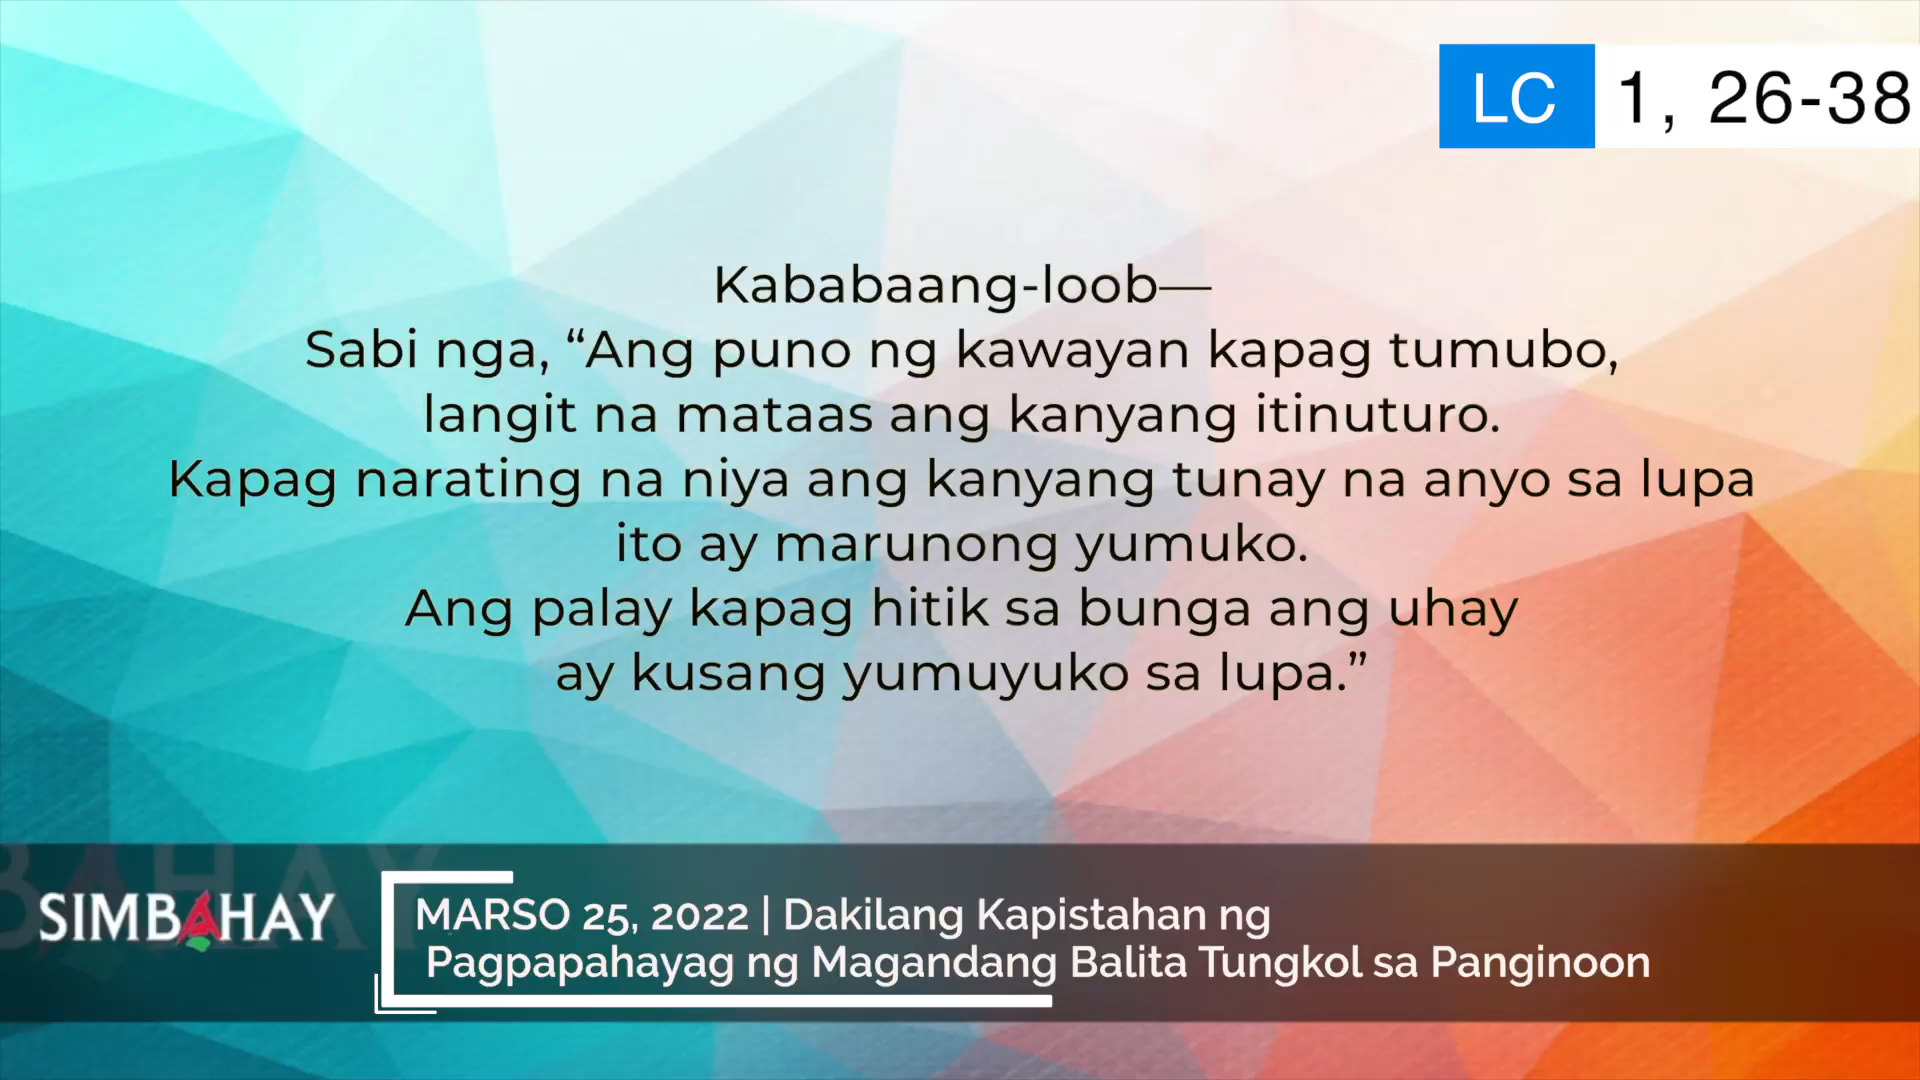 LC 1, 26-38
Kababaang-loob—
Sabi nga, “Ang puno ng kawayan kapag tumubo,
langit na mataas ang kanyang itinuturo.
Kapag narating na niya ang kanyang tunay na anyo sa lupa
ito ay marunong yumuko.
Ang palay kapag hitik sa bunga ang uhay
ay kusang yumuyuko sa lupa.”
SIMBAHAY
MARSO 25, 2022 | Dakilang Kapistahan ng
Pagpapahayag ng Magandang Balita Tungkol sa Panginoon